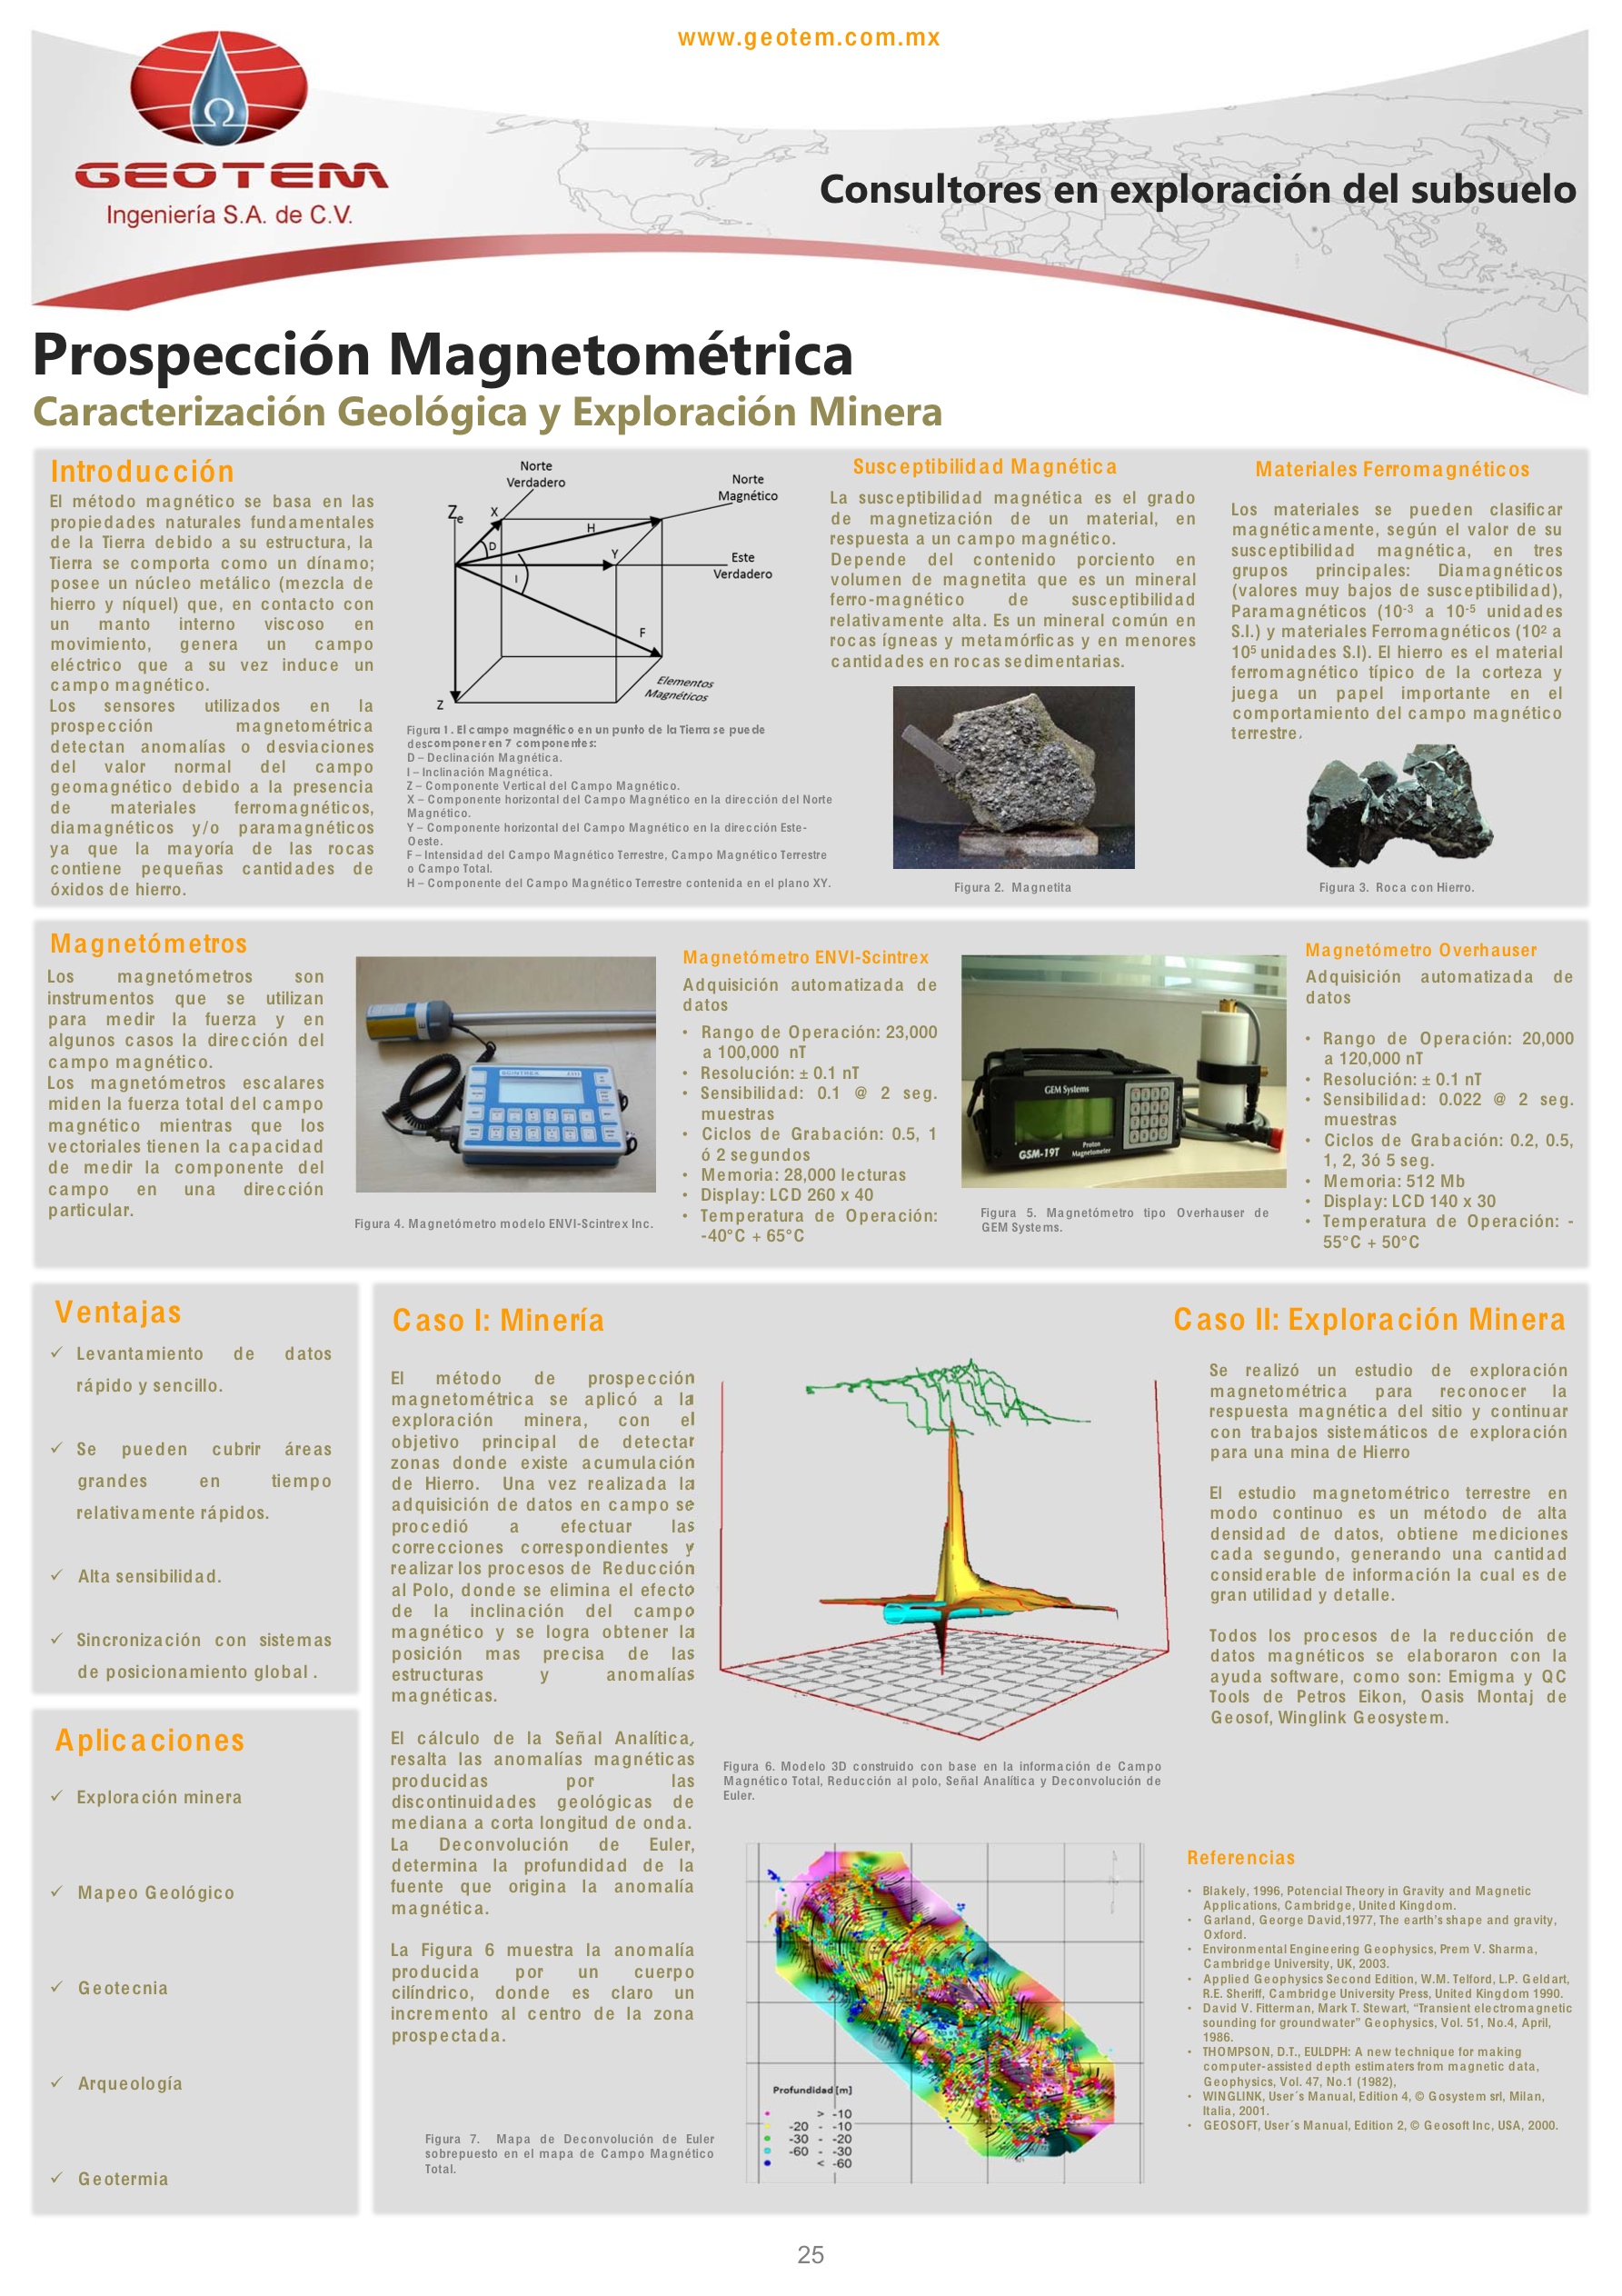 www.geotem.com.mx
GEOTEM
Ingeniería S.A. de C.V.
Consultores en exploración del subsuelo
Prospección Magnetométrica
Caracterización Geológica y Exploración Minera
Introducción
El método magnético se basa en las
propiedades naturales fundamentales
de la Tierra debido a su estructura, la
Tierra se comporta como un dínamo;
posee un núcleo metálico (mezcla de
hierro y níquel) que, en contacto con
un manto interno viscoso en
movimiento, genera un campo
eléctrico que a su vez induce un
campo magnético.
Los sensores utilizados en la
prospección magnetométrica
detectan anomalías o desviaciones
del valor normal del campo
geomagnético debido a la presencia
de materiales ferromagnéticos,
diamagnéticos y/o paramagnéticos
ya que la mayoría de las rocas
contiene pequeñas cantidades de
óxidos de hierro.
Norte
Verdadero
Norte
Magnético
Ze
X
H
D
Y
Este
Verdadero
I
F
Z
Elementos
Magnéticos
Figura 1. El campo magnético en un punto de la Tierra se puede
descomponer en 7 componentes:
D – Declinación Magnética.
I – Inclinación Magnética.
Z – Componente Vertical del Campo Magnético.
X – Componente horizontal del Campo Magnético en la dirección del Norte
Magnético.
Y – Componente horizontal del Campo Magnético en la dirección Este-
Oeste.
F – Intensidad del Campo Magnético Terrestre, Campo Magnético Terrestre
o Campo Total.
H – Componente del Campo Magnético Terrestre contenida en el plano XY.
Susceptibilidad Magnética
La susceptibilidad magnética es el grado
de magnetización de un material, en
respuesta a un campo magnético.
Depende del contenido porciento en
volumen de magnetita que es un mineral
ferro-magnético de susceptibilidad
relativamente alta. Es un mineral común en
rocas ígneas y metamórficas y en menores
cantidades en rocas sedimentarias.
Figura 2. Magnetita
Materiales Ferromagnéticos
Los materiales se pueden clasificar
magnéticamente, según el valor de su
susceptibilidad magnética, en tres
grupos principales: Diamagnéticos
(valores muy bajos de susceptibilidad),
Paramagnéticos (10-3 a 10-5 unidades
S.I.) y materiales Ferromagnéticos (10² a
10⁵ unidades S.I). El hierro es el material
ferromagnético típico de la corteza y
juega un papel importante en el
comportamiento del campo magnético
terrestre.
Figura 3. Roca con Hierro.
Magnetómetros
Los magnetómetros son
instrumentos que se utilizan
para medir la fuerza y en
algunos casos la dirección del
campo magnético.
Los magnetómetros escalares
miden la fuerza total del campo
magnético mientras que los
vectoriales tienen la capacidad
de medir la componente del
campo en una dirección
particular.
SCINTREX
Figura 4. Magnetómetro modelo ENVI-Scintrex Inc.
Magnetómetro ENVI-Scintrex
Adquisición automatizada de
datos
• Rango de Operación: 23,000
a 100,000 nT
• Resolución: ± 0.1 nT
• Sensibilidad: 0.1 @ 2 seg.
muestras
• Ciclos de Grabación: 0.5, 1
ó 2 segundos
• Memoria: 28,000 lecturas
• Display: LCD 260 x 40
• Temperatura de Operación:
-40°C + 65°C
GEM Systems
GSM-19T
Proton
Magnetometer
Figura 5. Magnetómetro tipo Overhauser de
GEM Systems.
Magnetómetro Overhauser
Adquisición automatizada de
datos
• Rango de Operación: 20,000
a 120,000 nT
• Resolución: ± 0.1 nT
• Sensibilidad: 0.022 @ 2 seg.
muestras
• Ciclos de Grabación: 0.2, 0.5,
1, 2, 3ó 5 seg.
• Memoria: 512 Mb
• Display: LCD 140 x 30
• Temperatura de Operación: -
55°C + 50°C
Ventajas
✓ Levantamiento de datos
rápido y sencillo.
✓ Se pueden cubrir áreas
grandes en tiempo
relativamente rápidos.
✓ Alta sensibilidad.
✓ Sincronización con sistemas
de posicionamiento global .
Aplicaciones
✓ Exploración minera
✓ Mapeo Geológico
✓ Geotecnia
✓ Arqueología
✓ Geotermia
Caso I: Minería
El método de prospección
magnetométrica se aplicó a la
exploración minera, con el
objetivo principal de detectar
zonas donde existe acumulación
de Hierro. Una vez realizada la
adquisición de datos en campo se
procedió a efectuar las
correcciones correspondientes y
realizar los procesos de Reducción
al Polo, donde se elimina el efecto
de la inclinación del campo
magnético y se logra obtener la
posición mas precisa de las
estructuras y anomalías
magnéticas.
El cálculo de la Señal Analítica,
resalta las anomalías magnéticas
producidas por las
discontinuidades geológicas de
mediana a corta longitud de onda.
La Deconvolución de Euler,
determina la profundidad de la
fuente que origina la anomalía
magnética.
La Figura 6 muestra la anomalía
producida por un cuerpo
cilíndrico, donde es claro un
incremento al centro de la zona
prospectada.
Figura 6. Modelo 3D construido con base en la información de Campo
Magnético Total, Reducción al polo, Señal Analítica y Deconvolución de
Euler.
Figura 7. Mapa de Deconvolución de Euler
sobrepuesto en el mapa de Campo Magnético
Total.
Profundidad [m]
> -10
-20 - -10
-30 - -20
-60 - -30
< -60
Caso II: Exploración Minera
Se realizó un estudio de exploración
magnetométrica para reconocer la
respuesta magnética del sitio y continuar
con trabajos sistemáticos de exploración
para una mina de Hierro
El estudio magnetométrico terrestre en
modo continuo es un método de alta
densidad de datos, obtiene mediciones
cada segundo, generando una cantidad
considerable de información la cual es de
gran utilidad y detalle.
Todos los procesos de la reducción de
datos magnéticos se elaboraron con la
ayuda software, como son: Emigma y QC
Tools de Petros Eikon, Oasis Montaj de
Geosof, Winglink Geosystem.
Referencias
• Blakely, 1996, Potencial Theory in Gravity and Magnetic
Applications, Cambridge, United Kingdom.
• Garland, George David,1977, The earth's shape and gravity,
Oxford.
• Environmental Engineering Geophysics, Prem V. Sharma,
Cambridge University, UK, 2003.
• Applied Geophysics Second Edition, W.M. Telford, L.P. Geldart,
R.E. Sheriff, Cambridge University Press, United Kingdom 1990.
• David V. Fitterman, Mark T. Stewart, “Transient electromagnetic
sounding for groundwater” Geophysics, Vol. 51, No.4, April,
1986.
• THOMPSON, D.T., EULDPH: A new technique for making
computer-assisted depth estimaters from magnetic data,
Geophysics, Vol. 47, No.1 (1982),
• WINGLINK, User´s Manual, Edition 4, © Gosystem srl, Milan,
Italia, 2001.
• GEOSOFT, User´s Manual, Edition 2, © Geosoft Inc, USA, 2000.
25